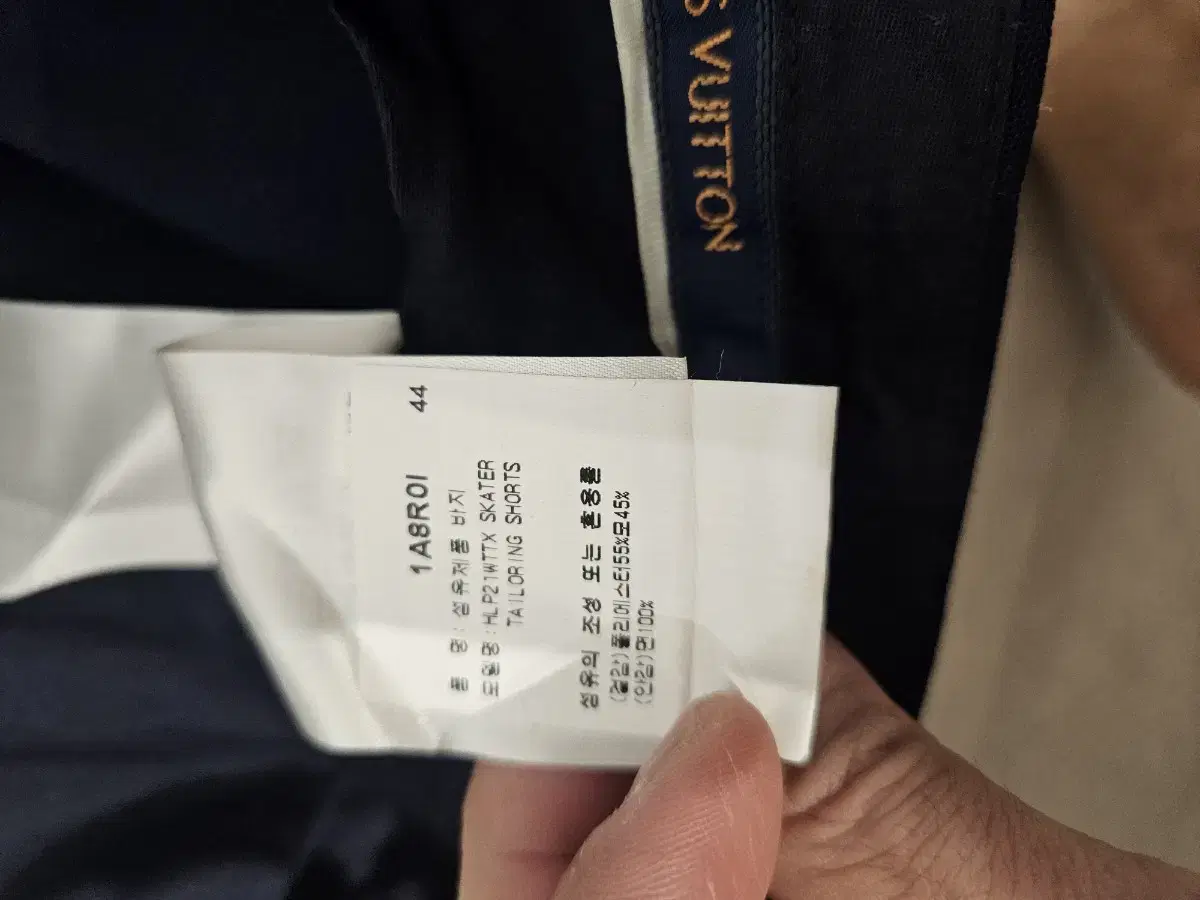 S VUITTON
1A8R0I 44
품 명:섬유제품 바지
모델명:HLP21WTTX SKATER
TAILORING SHORTS
섬유의 조성 또는 혼용률
(겉감)폴리에스터55%모45%
(안감)면100%